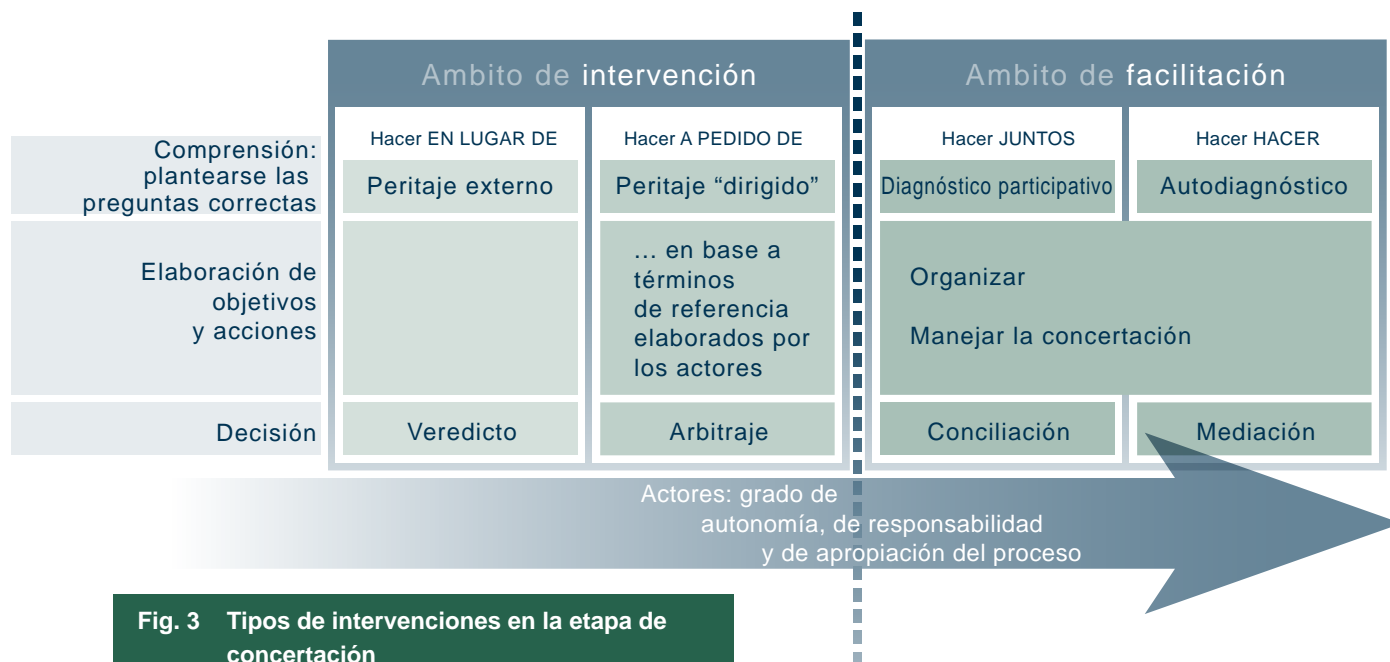 Ambito de intervención
Ambito de facilitación
Hacer EN LUGAR DE
Hacer A PEDIDO DE
Hacer JUNTOS
Hacer HACER
Comprensión:
plantearse las
preguntas correctas
Peritaje externo
Peritaje “dirigido”
Diagnóstico participativo
Autodiagnóstico
Elaboración de
objetivos
y acciones
… en base a
términos
de referencia
elaborados por
los actores
Organizar
Manejar la concertación
Decisión
Veredicto
Arbitraje
Conciliación
Mediación
Actores: grado de
autonomía, de responsabilidad
y de apropiación del proceso
Fig. 3 Tipos de intervenciones en la etapa de
concertación